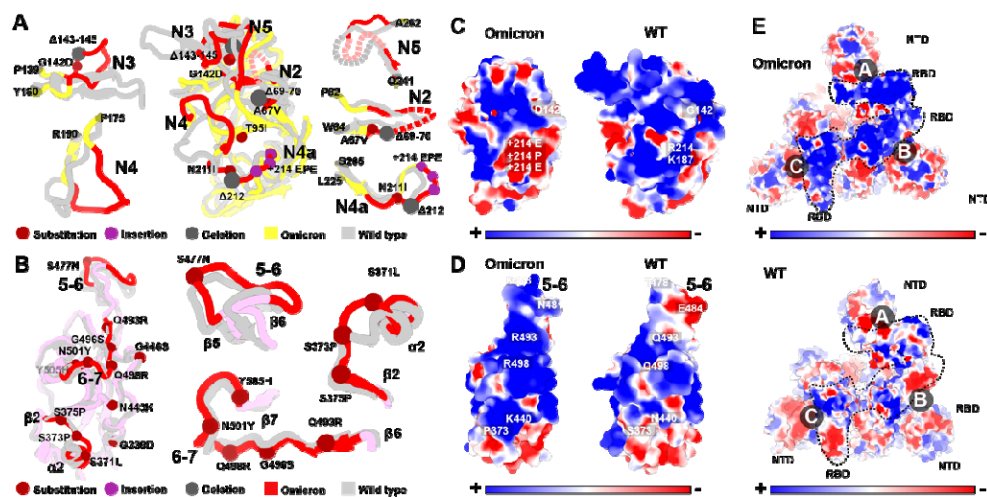 A
Δ143-145
G142D
N3
P139
Y160
P175
R190
N4
N3
N5
Δ143-145
G142D
N2
Δ69-70
A67V
N4
T95I
N4a
+214 EPE
N211I
Δ212
A262
N5
Q241
P82
N2
W64
A67V
Δ69-70
S205
+214 EPE
N211I
L225
N4a
Δ212
Substitution
Insertion
Deletion
Omicron
Wild type
B
S477N
5-6
Q493R
G496S
N501Y
G446S
Y505H
Q498R
6-7
β2
S375P
N440K
S373P
G339D
α2
S371L
S477N
5-6
β6
β5
S371L
α2
S373P
β2
S375P
Y505H
N501Y
β7
Q493R
β6
6-7
Q498R
G496S
Substitution
Insertion
Deletion
Omicron
Wild type
C
Omicron
WT
G142
+214 E
+214 P
+214 E
R214
K187
+
-
D
Omicron
WT
5-6
5-6
E484
R493
Q493
R498
Q498
K440
N440
P373
S373
+
-
E
Omicron
NTD
A
RBD
B
C
NTD
RBD
NTD
+
-
WT
NTD
A
RBD
B
C
RBD
NTD
RBD
NTD
+
-